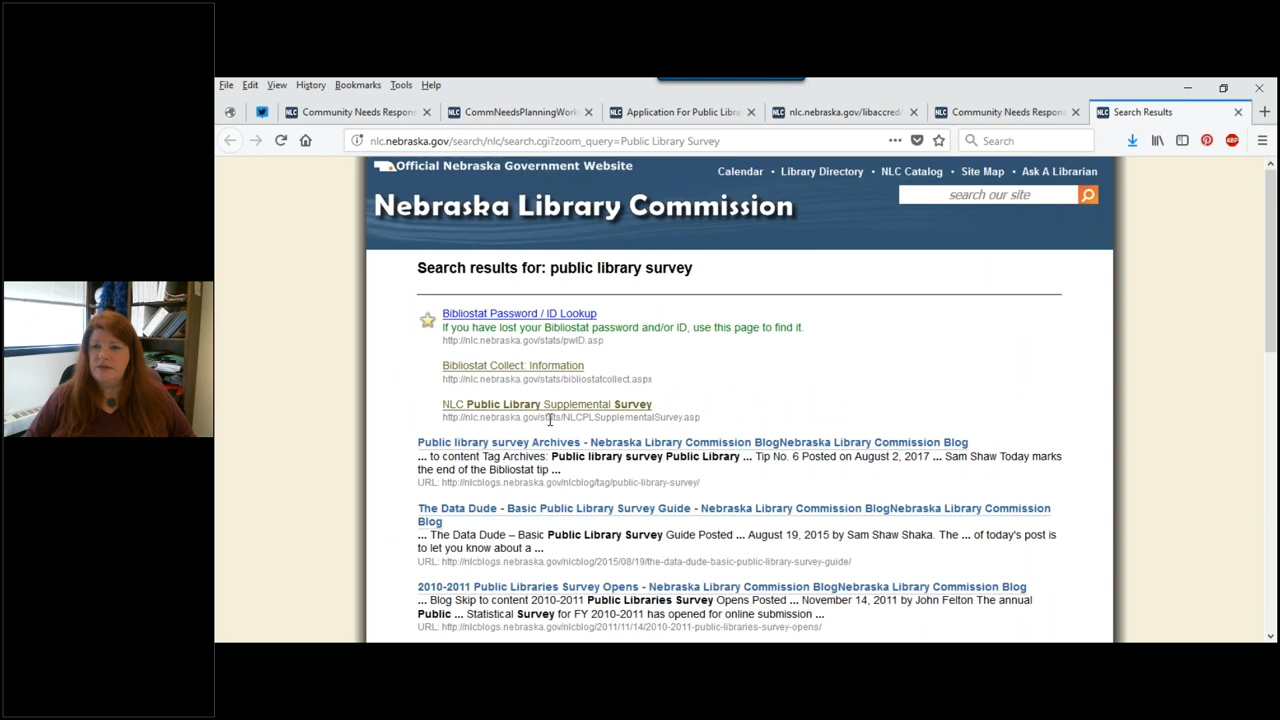 File Edit View History Bookmarks Tools Help
NLC Community Needs Respon
NLC CommNeedsPlanningWork
NLC Application For Public Libra
NLC nlc.nebraska.gov/libaccred/
NLC Community Needs Respon
NLC Search Results
nlc.nebraska.gov/search/nlc/search.cgi?zoom_query=Public Library Survey
Search
ABP
Official Nebraska Government Website
Calendar • Library Directory • NLC Catalog • Site Map • Ask A Librarian
Nebraska Library Commission
search our site
Search results for: public library survey
Bibliostat Password / ID Lookup
If you have lost your Bibliostat password and/or ID, use this page to find it.
http://nlc.nebraska.gov/stats/pwID.asp
Bibliostat Collect: Information
http://nlc.nebraska.gov/stats/bibliostatcollect.aspx
NLC Public Library Supplemental Survey
http://nlc.nebraska.gov/stats/NLCPLSupplementalSurvey.asp
Public library survey Archives - Nebraska Library Commission BlogNebraska Library Commission Blog
... to content Tag Archives: Public library survey Public Library ... Tip No. 6 Posted on August 2, 2017 ... Sam Shaw Today marks
the end of the Bibliostat tip ...
URL: http://nlcblogs.nebraska.gov/nlcblog/tag/public-library-survey/
The Data Dude - Basic Public Library Survey Guide - Nebraska Library Commission BlogNebraska Library Commission
Blog
... The Data Dude – Basic Public Library Survey Guide Posted ... August 19, 2015 by Sam Shaw Shaka. The ... of today's post is
to let you know about a ...
URL: http://nlcblogs.nebraska.gov/nlcblog/2015/08/19/the-data-dude-basic-public-library-survey-guide/
2010-2011 Public Libraries Survey Opens - Nebraska Library Commission BlogNebraska Library Commission Blog
... Blog Skip to content 2010-2011 Public Libraries Survey Opens Posted ... November 14, 2011 by John Felton The annual
Public ... Statistical Survey for FY 2010-2011 has opened for online submission ...
URL: http://nlcblogs.nebraska.gov/nlcblog/2011/11/14/2010-2011-public-libraries-survey-opens/